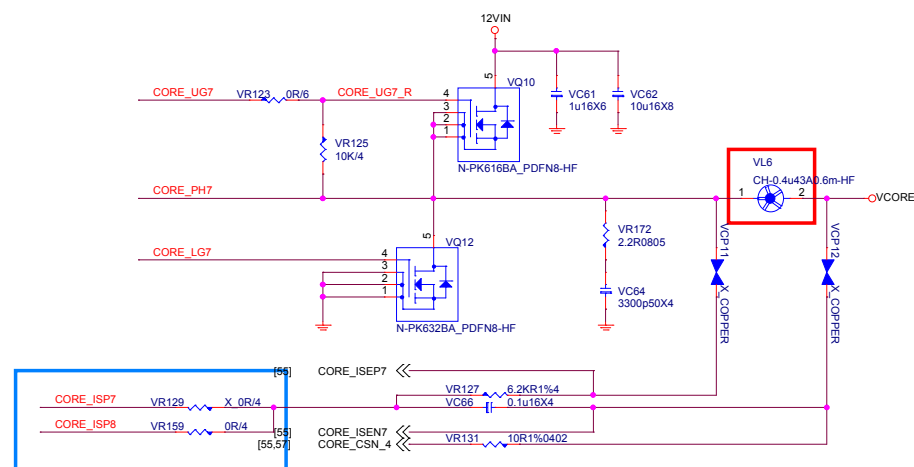 12VIN
CORE_UG7 VR123 0R/6 CORE_UG7_R
VQ10
5
4
3
2
1
N-PK616BA_PDFN8-HF
VC61
1u16X6
VC62
10u16X8
VR125
10K/4
VL6
CH-0.4u43A0.6m-HF
1 2
VCORE
CORE_PH7
VR172
2.2R0805
VC64
3300p50X4
VCP11
X_COPPER
VCP12
X_COPPER
CORE_LG7
VQ12
5
4
3
2
1
N-PK632BA_PDFN8-HF
[55] CORE_ISEP7
CORE_ISP7 VR129 X_0R/4
VR127 6.2KR1%4
VC66 0.1u16X4
CORE_ISP8 VR159 0R/4
[55] CORE_ISEN7
[55,57] CORE_CSN_4 VR131 10R1%0402